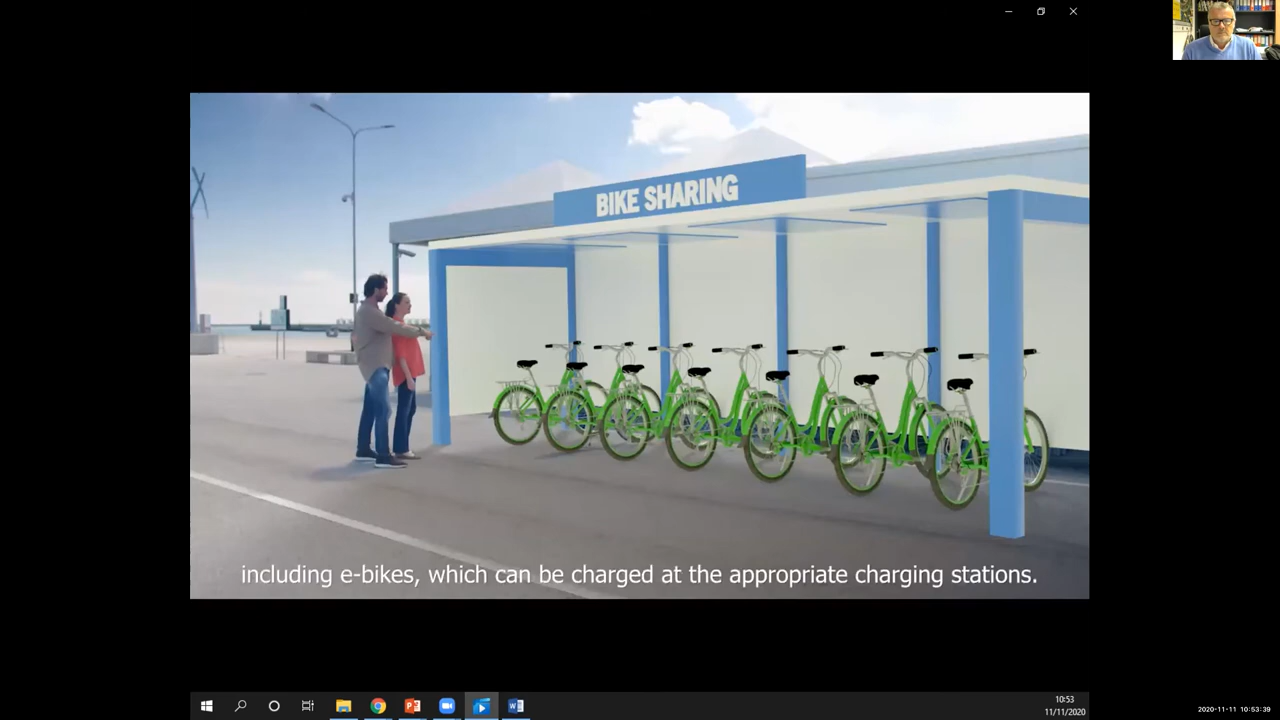 BIKE SHARING
including e-bikes, which can be charged at the appropriate charging stations.
10:53
11/11/2020
2020-11-11 10:53:39